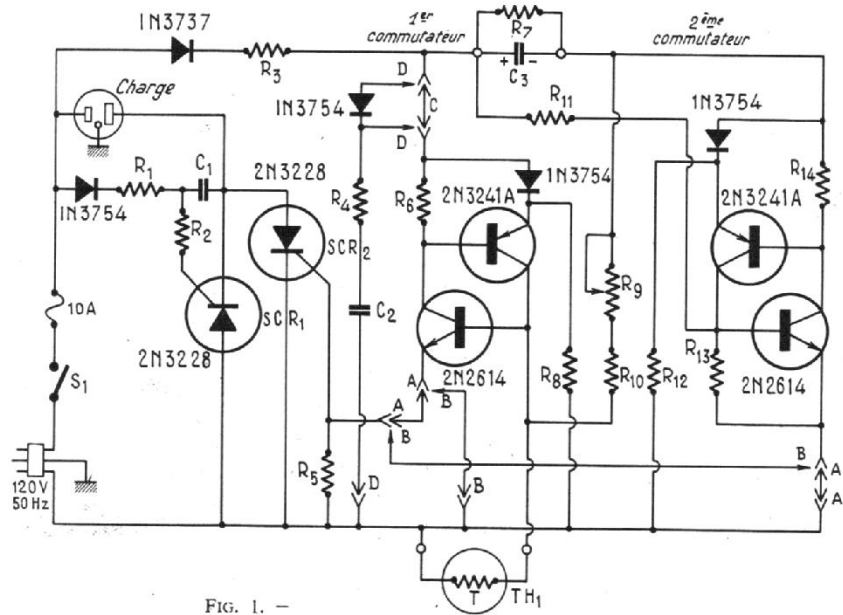 1N3737
R3
1er commutateur
R7
+ C3 -
2ème commutateur
Charge
1N3754
D
C
D
R11
1N3754
1N3754
R1
C1
2N3228
R4
R6
1N3754
2N3241A
2N3241A
R14
R2
SCR2
SCR1
C2
R9
10A
2N3228
2N2614
R8
R10
R12
R13
2N2614
S1
A
B
A
B
B
A
A
R5
D
B
120V
50 Hz
T
TH1
FIG. 1. —